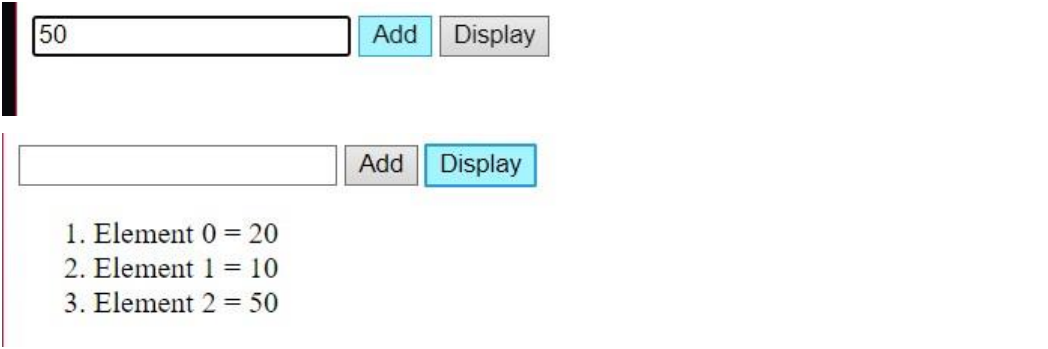 50 Add Display
Add Display
1. Element 0 = 20
2. Element 1 = 10
3. Element 2 = 50